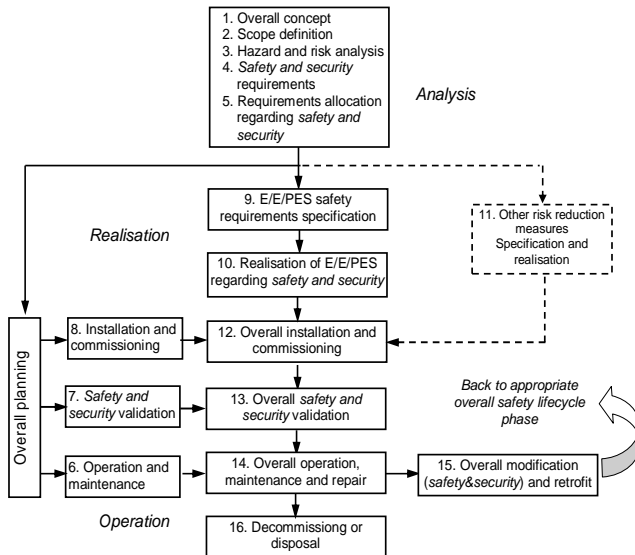 1. Overall concept
2. Scope definition
3. Hazard and risk analysis
4. Safety and security
requirements
5. Requirements allocation
regarding safety and
security
Analysis
9. E/E/PES safety
requirements specification
11. Other risk reduction
measures
Specification and
realisation
Realisation
10. Realisation of E/E/PES
regarding safety and security
Overall planning
8. Installation and
commissioning
12. Overall installation and
commissioning
7. Safety and
security validation
13. Overall safety and
security validation
Back to appropriate
overall safety lifecycle
phase
6. Operation and
maintenance
14. Overall operation,
maintenance and repair
15. Overall modification
(safety&security) and retrofit
Operation
16. Decommissiong or
disposal